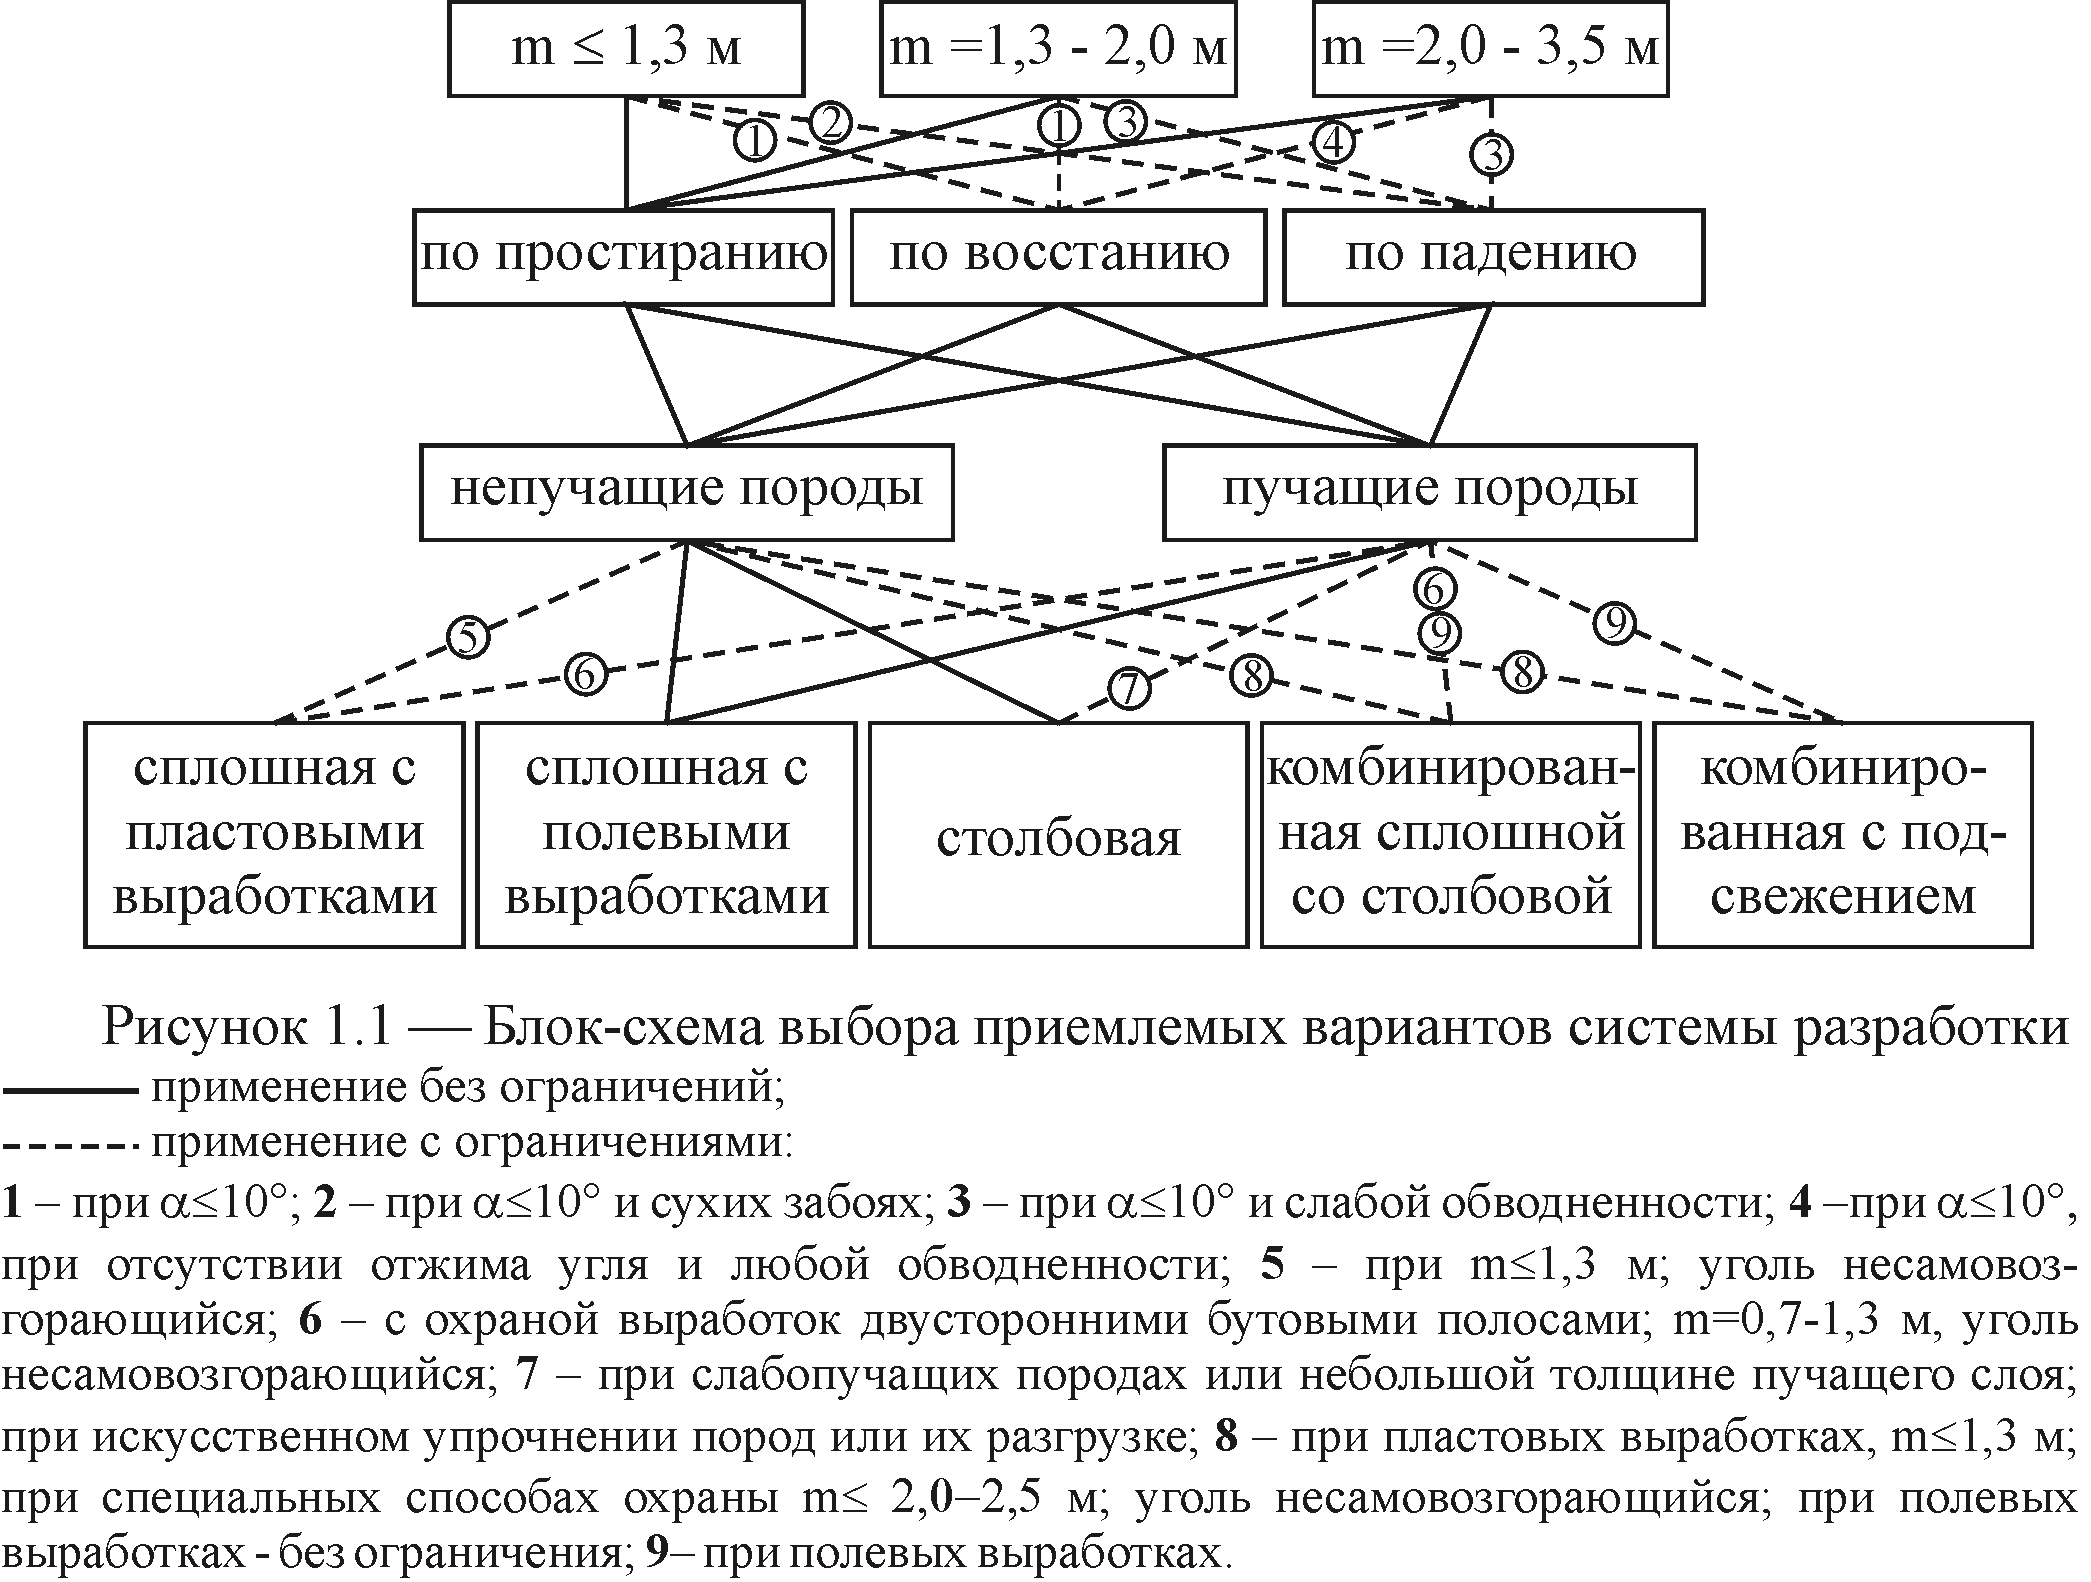 m ≤ 1,3 м
m =1,3 - 2,0 м
m =2,0 - 3,5 м
1
2
1
3
4
3
по простиранию
по восстанию
по падению
непучащие породы
пучащие породы
5
6
7
8
6
9
8
9
сплошная с
пластовыми
выработками
сплошная с
полевыми
выработками
столбовая
комбинирован-
ная сплошной
со столбовой
комбиниро-
ванная с под-
свежением
Рисунок 1.1 — Блок-схема выбора приемлемых вариантов системы разработки
применение без ограничений;
применение с ограничениями:
1 – при α≤10°; 2 – при α≤10° и сухих забоях; 3 – при α≤10° и слабой обводненности; 4 –при α≤10°,
при отсутствии отжима угля и любой обводненности; 5 – при m≤1,3 м; уголь несамовоз-
горающийся; 6 – с охраной выработок двусторонними бутовыми полосами; m=0,7-1,3 м, уголь
несамовозгорающийся; 7 – при слабопучащих породах или небольшой толщине пучащего слоя;
при искусственном упрочнении пород или их разгрузке; 8 – при пластовых выработках, m≤1,3 м;
при специальных способах охраны m≤ 2,0–2,5 м; уголь несамовозгорающийся; при полевых
выработках - без ограничения; 9– при полевых выработках.